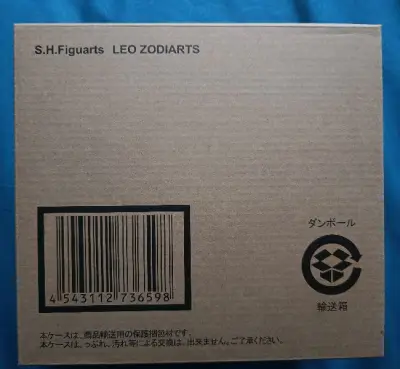 S.H.Figuarts LEO ZODIARTS
ダンボール
輸送箱
4 543112 736598
本ケースは、商品輸送用の保護梱包材です。
本ケースは、つぶれ、汚れ等による交換は、出来ません。ご了承ください。